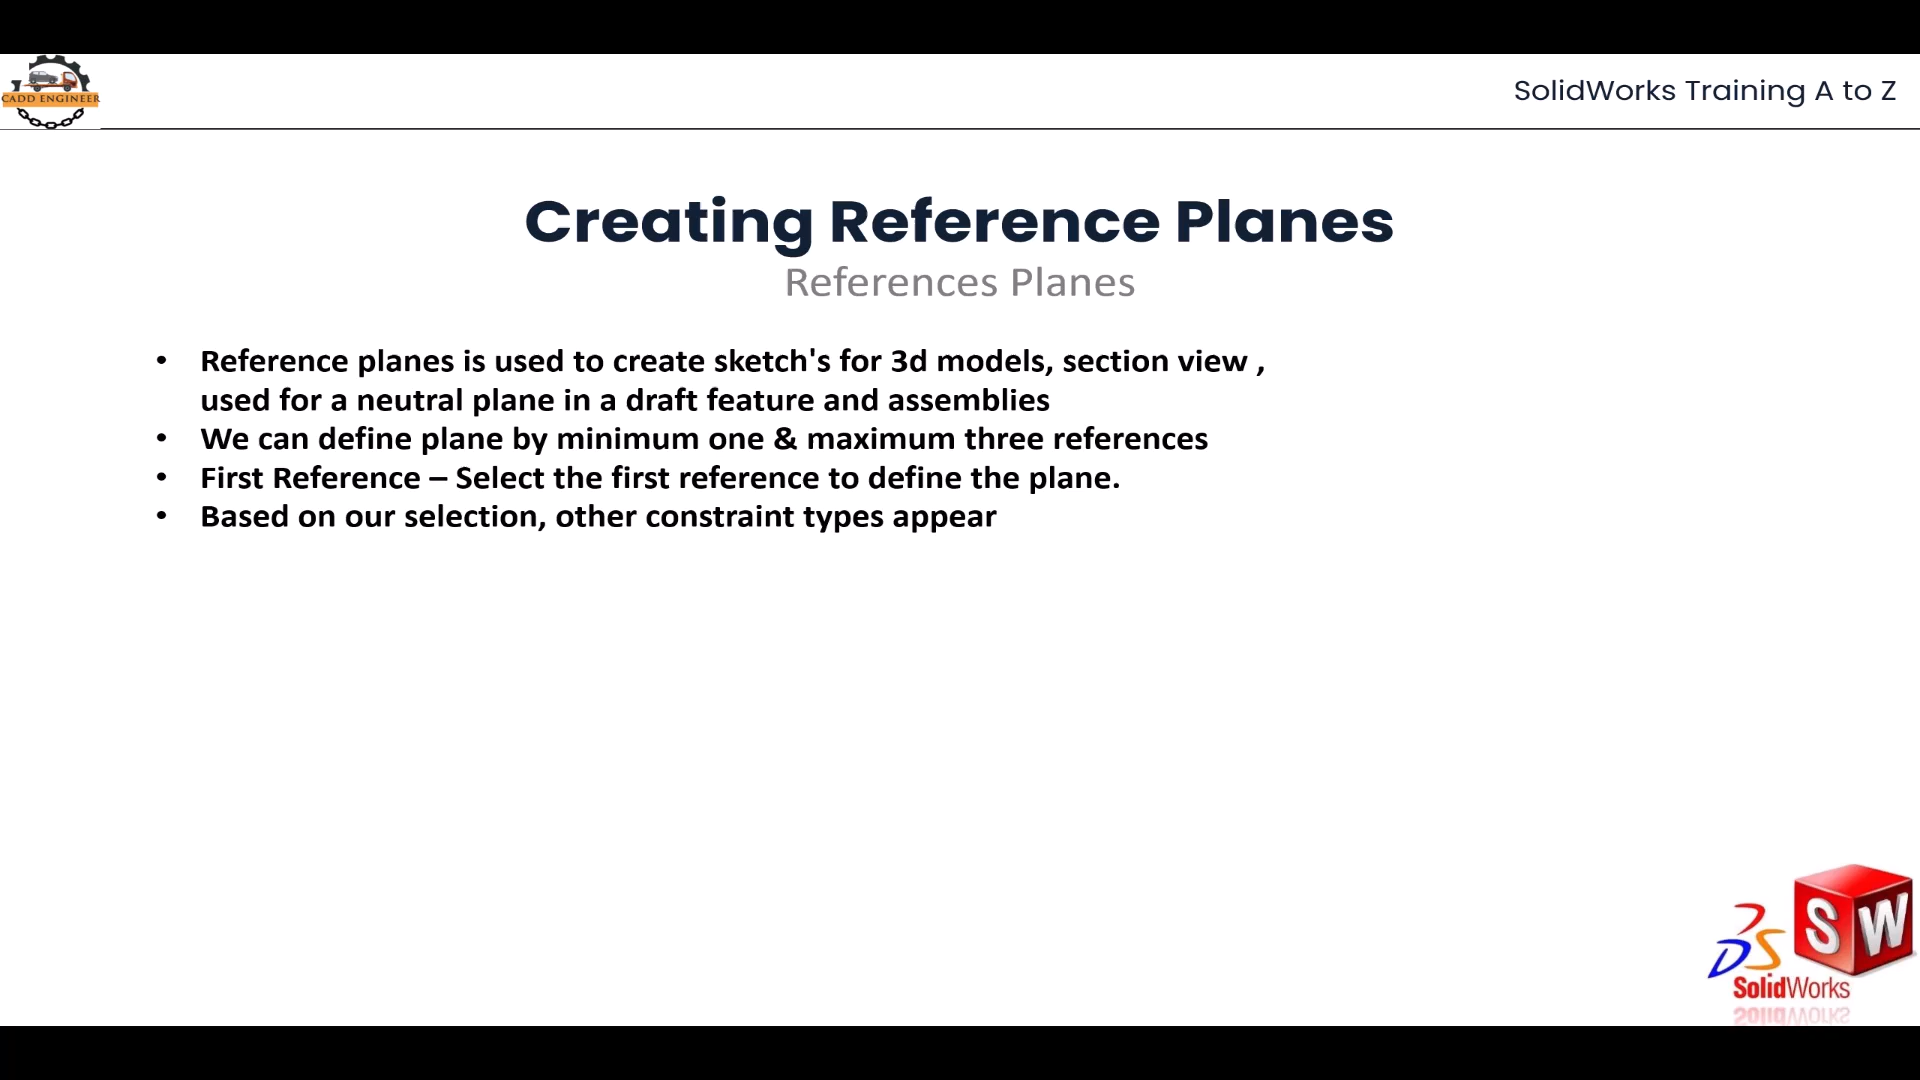 CADD ENGINEER
SolidWorks Training A to Z
Creating Reference Planes
References Planes
• Reference planes is used to create sketch's for 3d models, section view ,
used for a neutral plane in a draft feature and assemblies
• We can define plane by minimum one & maximum three references
• First Reference – Select the first reference to define the plane.
• Based on our selection, other constraint types appear
S W
DS
SolidWorks